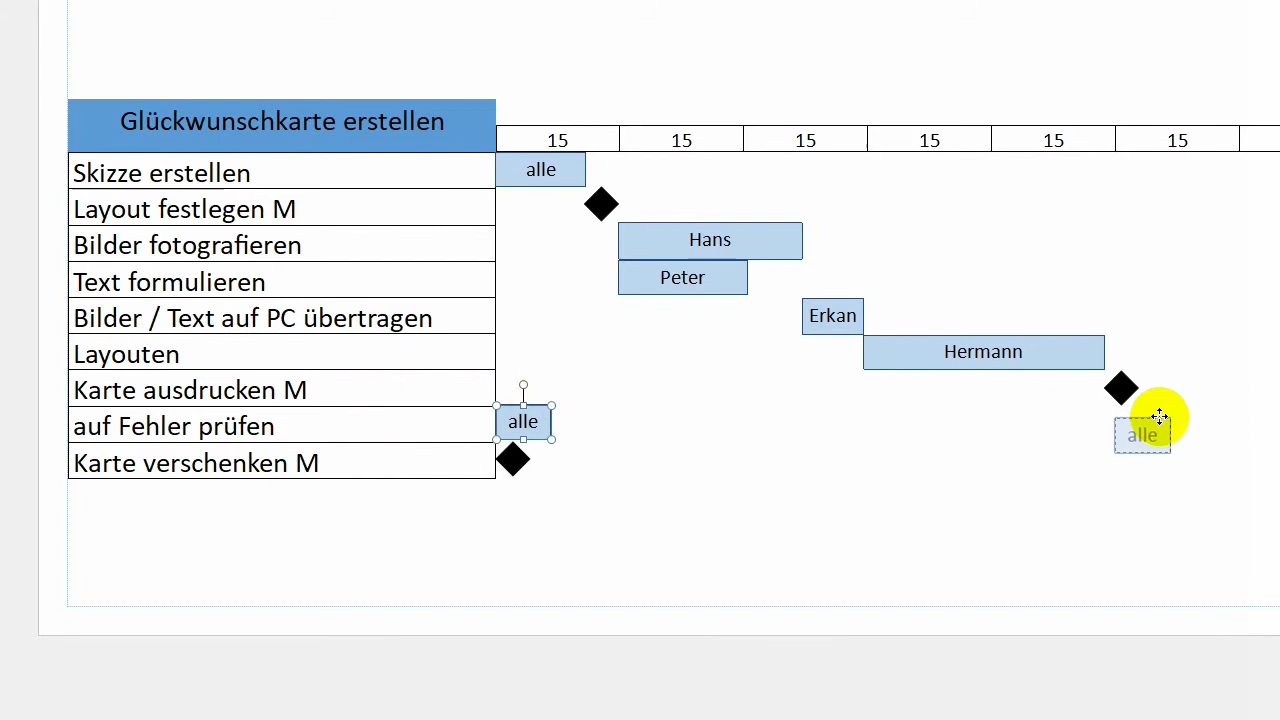 Glückwunschkarte erstellen
15 15 15 15 15 15
Skizze erstellen alle
Layout festlegen M
Bilder fotografieren Hans
Text formulieren Peter
Bilder / Text auf PC übertragen Erkan
Layouten Hermann
Karte ausdrucken M
auf Fehler prüfen alle alle
Karte verschenken M